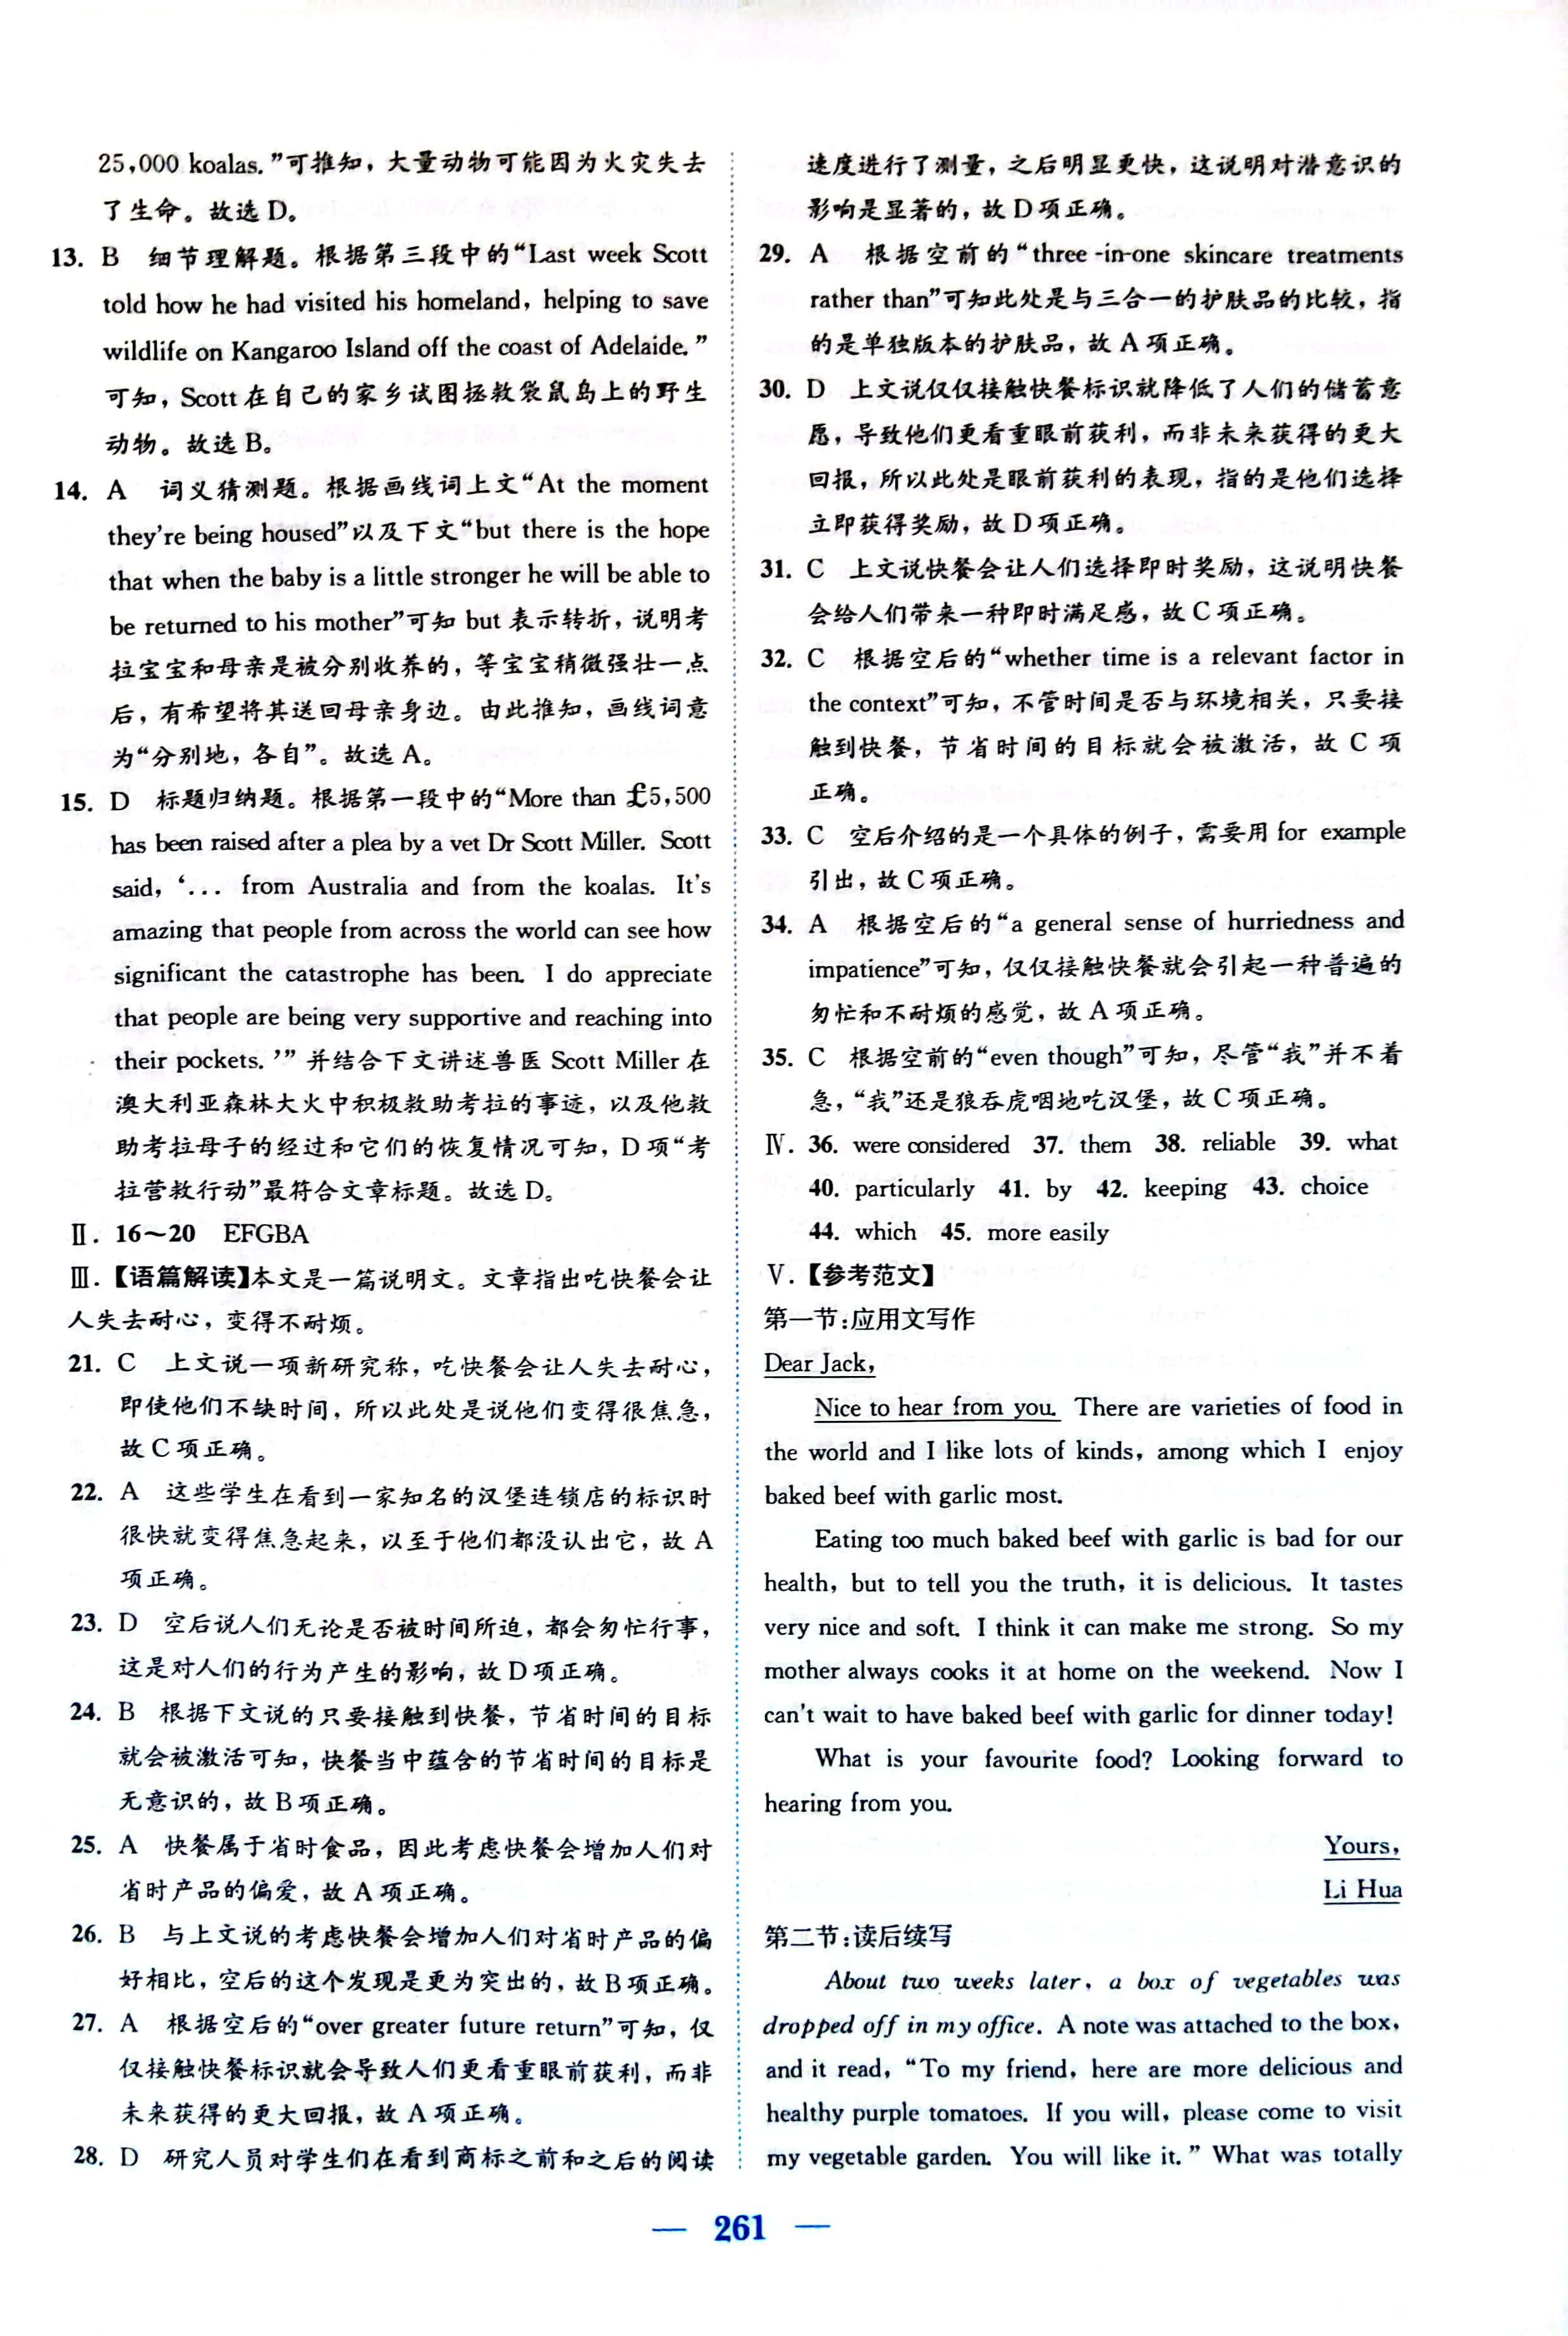 25,000 koalas.”可推知，大量动物可能因为火灾失去
了生命。故选 D。
13. B 细节理解题。根据第三段中的“Last week Scott
told how he had visited his homeland, helping to save
wildlife on Kangaroo Island off the coast of Adelaide.”
可知，Scott 在自己的家乡试图拯救袋鼠岛上的野生
动物。故选 B。
14. A 词义猜测题。根据画线词上文“At the moment
they're being housed”以及下文“but there is the hope
that when the baby is a little stronger he will be able to
be returned to his mother”可知 but 表示转折，说明考
拉宝宝和母亲是被分别收养的，等宝宝稍微强壮一点
后，有希望将其送回母亲身边。由此推知，画线词意
为“分别地，各自”。故选 A。
15. D 标题归纳题。根据第一段中的“More than £5,500
has been raised after a plea by a vet Dr Scott Miller. Scott
said, ‘... from Australia and from the koalas. It's
amazing that people from across the world can see how
significant the catastrophe has been. I do appreciate
that people are being very supportive and reaching into
their pockets.’” 并结合下文讲述兽医 Scott Miller 在
澳大利亚森林大火中积极救助考拉的事迹，以及他救
助考拉母子的经过和它们的恢复情况可知，D 项“考
拉营救行动”最符合文章标题。故选 D。
Ⅱ. 16～20 EFGBA
Ⅲ.【语篇解读】本文是一篇说明文。文章指出吃快餐会让
人失去耐心，变得不耐烦。
21. C 上文说一项新研究称，吃快餐会让人失去耐心，
即使他们不缺时间，所以此处是说他们变得很焦急，
故 C 项正确。
22. A 这些学生在看到一家知名的汉堡连锁店的标识时
很快就变得焦急起来，以至于他们都没认出它，故 A
项正确。
23. D 空后说人们无论是否被时间所迫，都会匆忙行事，
这是对人们的行为产生的影响，故 D 项正确。
24. B 根据下文说的只要接触到快餐，节省时间的目标
就会被激活可知，快餐当中蕴含的节省时间的目标是
无意识的，故 B 项正确。
25. A 快餐属于省时食品，因此考虑快餐会增加人们对
省时产品的偏爱，故 A 项正确。
26. B 与上文说的考虑快餐会增加人们对省时产品的偏
好相比，空后的这个发现是更为突出的，故 B 项正确。
27. A 根据空后的“over greater future return”可知，仅
仅接触快餐标识就会导致人们更看重眼前获利，而非
未来获得的更大回报，故 A 项正确。
28. D 研究人员对学生们在看到商标之前和之后的阅读
速度进行了测量，之后明显更快，这说明对潜意识的
影响是显著的，故 D 项正确。
29. A 根据空前的“three-in-one skincare treatments
rather than”可知此处是与三合一的护肤品的比较，指
的是单独版本的护肤品，故 A 项正确。
30. D 上文说仅仅接触快餐标识就降低了人们的储蓄意
愿，导致他们更看重眼前获利，而非未来获得的更大
回报，所以此处是眼前获利的表现，指的是他们选择
立即获得奖励，故 D 项正确。
31. C 上文说快餐会让人们选择即时奖励，这说明快餐
会给人们带来一种即时满足感，故 C 项正确。
32. C 根据空后的“whether time is a relevant factor in
the context”可知，不管时间是否与环境相关，只要接
触到快餐，节省时间的目标就会被激活，故 C 项
正确。
33. C 空后介绍的是一个具体的例子，需要用 for example
引出，故 C 项正确。
34. A 根据空后的“a general sense of hurriedness and
impatience”可知，仅仅接触快餐就会引起一种普遍的
匆忙和不耐烦的感觉，故 A 项正确。
35. C 根据空前的“even though”可知，尽管“我”并不着
急，“我”还是狼吞虎咽地吃汉堡，故 C 项正确。
Ⅳ. 36. were considered 37. them 38. reliable 39. what
40. particularly 41. by 42. keeping 43. choice
44. which 45. more easily
Ⅴ.【参考范文】
第一节：应用文写作
Dear Jack,
Nice to hear from you. There are varieties of food in
the world and I like lots of kinds, among which I enjoy
baked beef with garlic most.
Eating too much baked beef with garlic is bad for our
health, but to tell you the truth, it is delicious. It tastes
very nice and soft. I think it can make me strong. So my
mother always cooks it at home on the weekend. Now I
can't wait to have baked beef with garlic for dinner today!
What is your favourite food? Looking forward to
hearing from you.
Yours,
Li Hua
第二节：读后续写
About two weeks later, a box of vegetables was
dropped off in my office. A note was attached to the box,
and it read, “To my friend, here are more delicious and
healthy purple tomatoes. If you will, please come to visit
my vegetable garden. You will like it.” What was totally
— 261 —